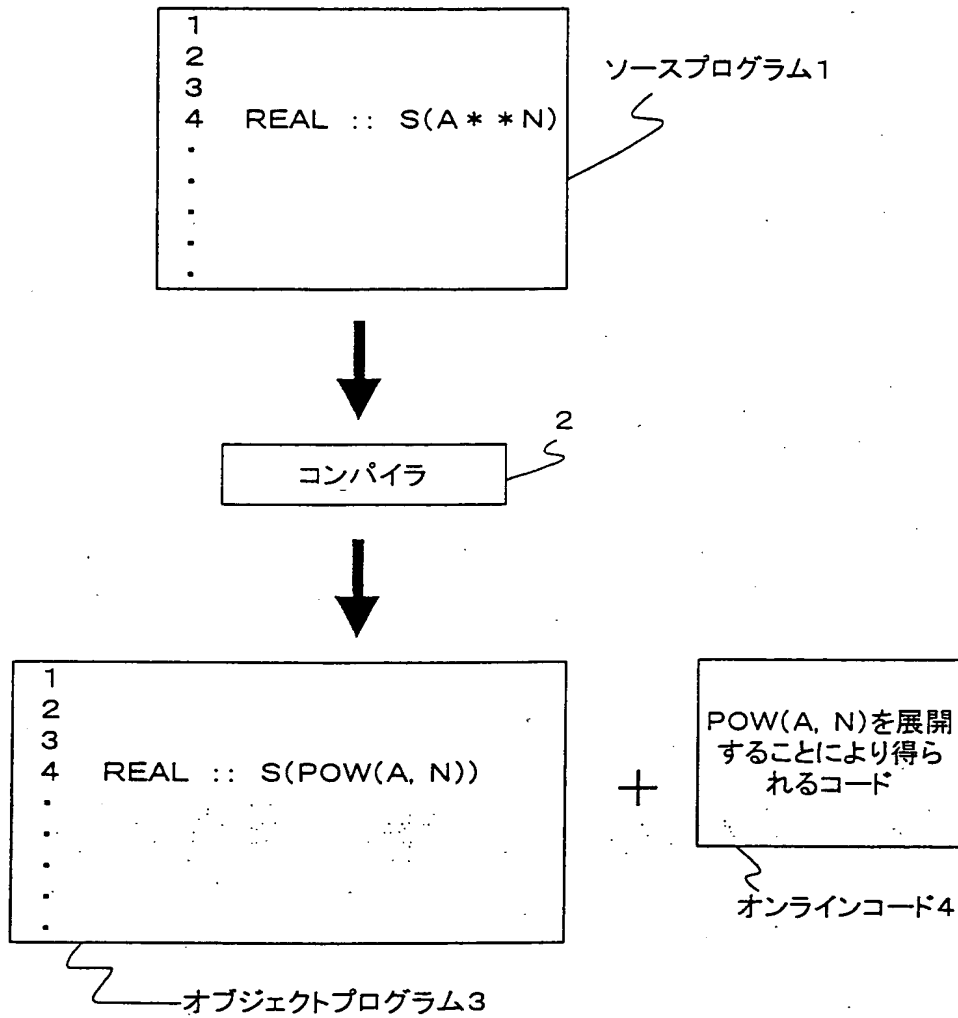 1
2
3
4 REAL :: S(A**N)
・
・
・
・
・
ソースプログラム1
コンパイラ
2
1
2
3
4 REAL :: S(POW(A, N))
・
・
・
・
・
+
POW(A, N)を展開
することにより得ら
れるコード
オンラインコード4
オブジェクトプログラム3